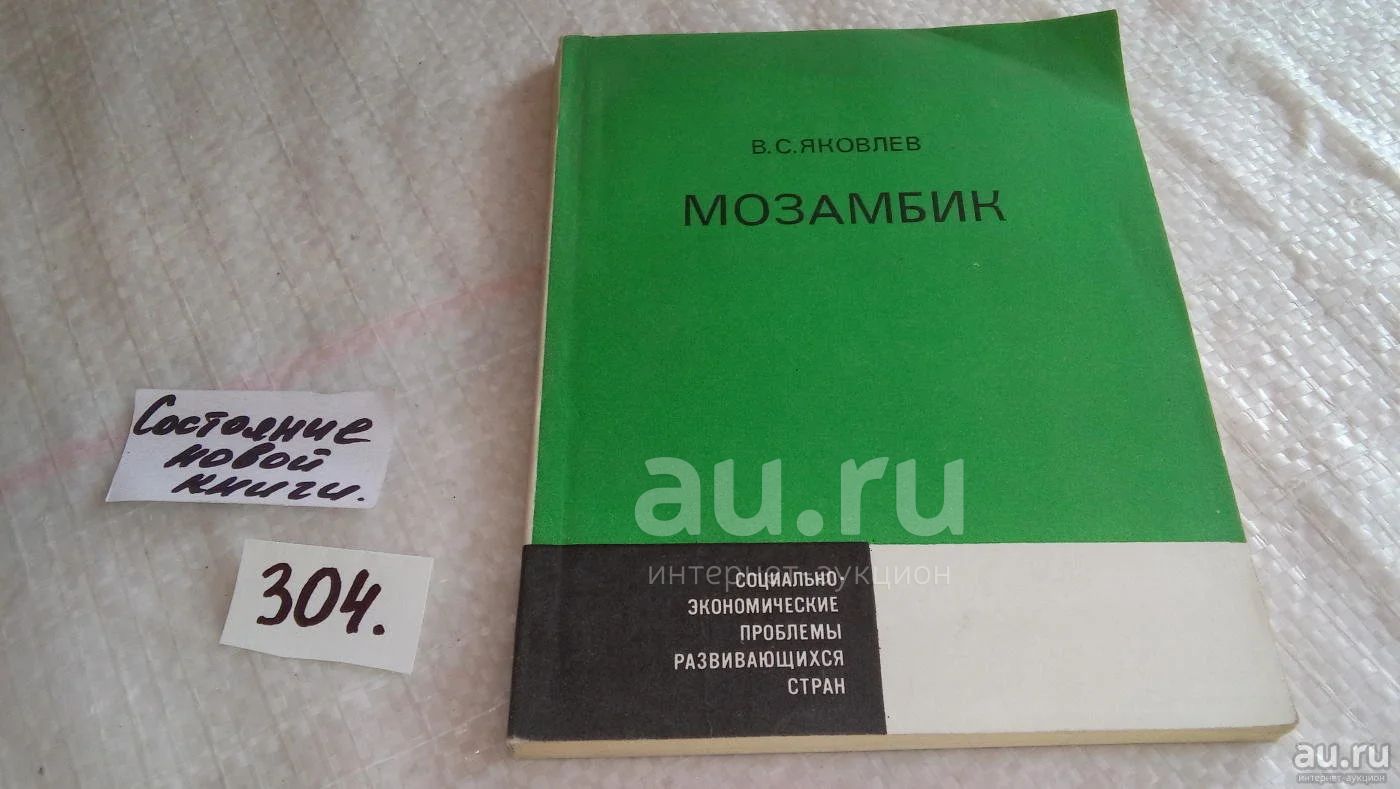 В.С.ЯКОВЛЕВ
МОЗАМБИК
Состояние
новой
книги.
304.
au.ru
интернет-аукцион
СОЦИАЛЬНО-
ЭКОНОМИЧЕСКИЕ
ПРОБЛЕМЫ
РАЗВИВАЮЩИХСЯ
СТРАН
au.ru
интернет-аукцион